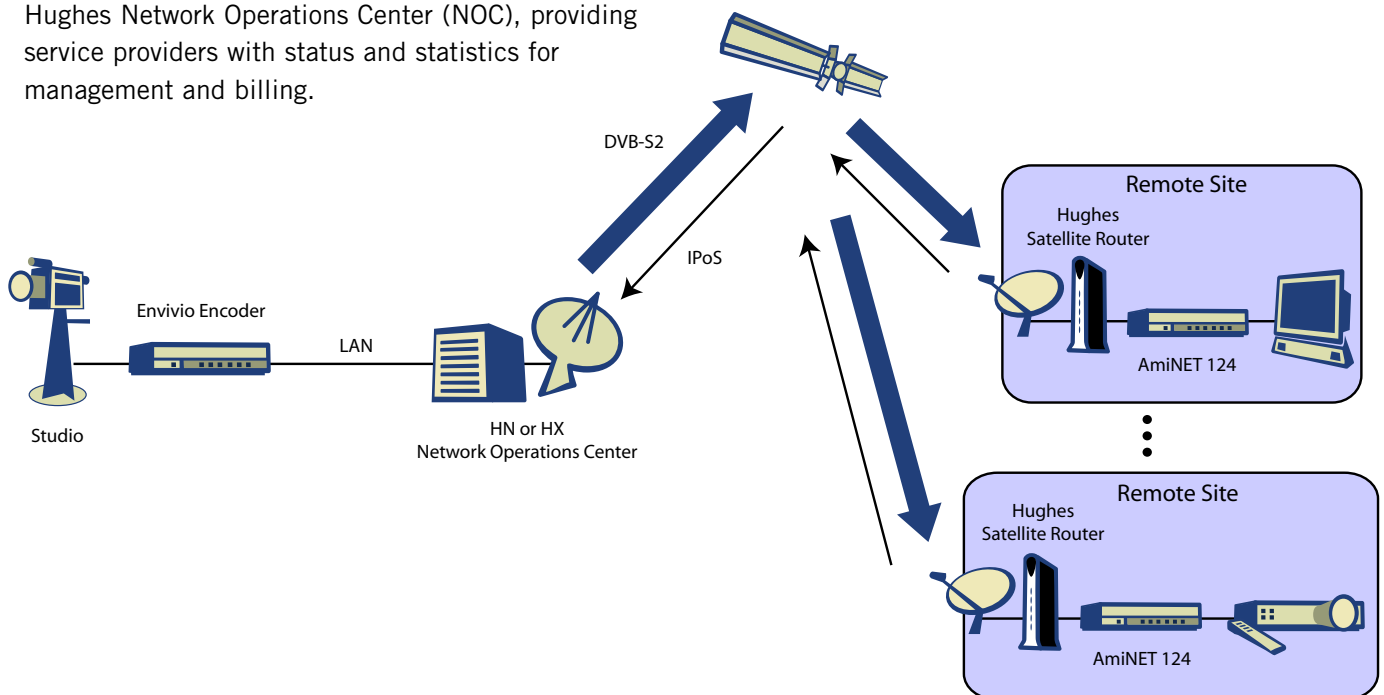 Hughes Network Operations Center (NOC), providing
service providers with status and statistics for
management and billing.
DVB-S2
IPoS
Remote Site
Hughes
Satellite Router
AmiNET 124
Envivio Encoder
LAN
Studio
HN or HX
Network Operations Center
Remote Site
Hughes
Satellite Router
AmiNET 124